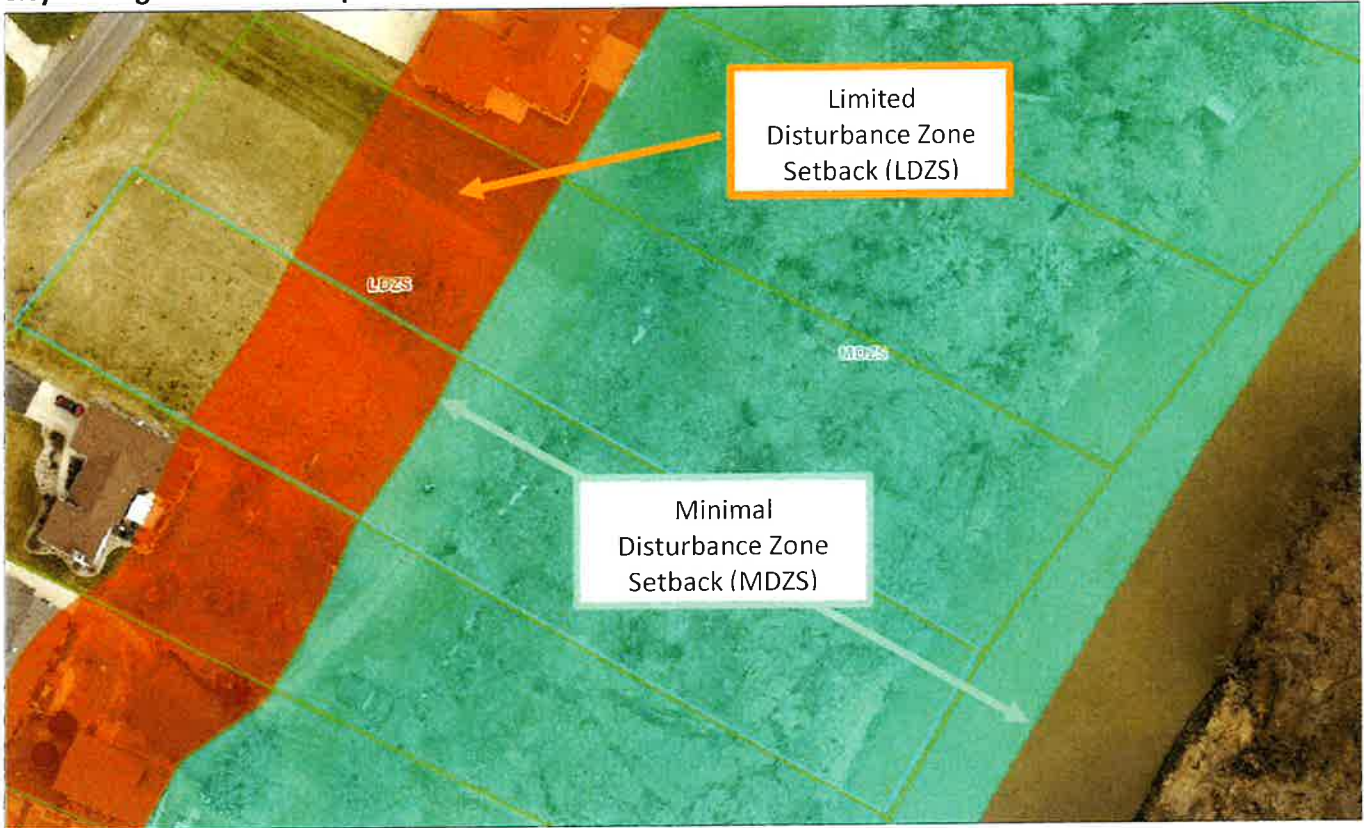 Limited
Disturbance Zone
Setback (LDZS)
LDZS
MDZS
Minimal
Disturbance Zone
Setback (MDZS)